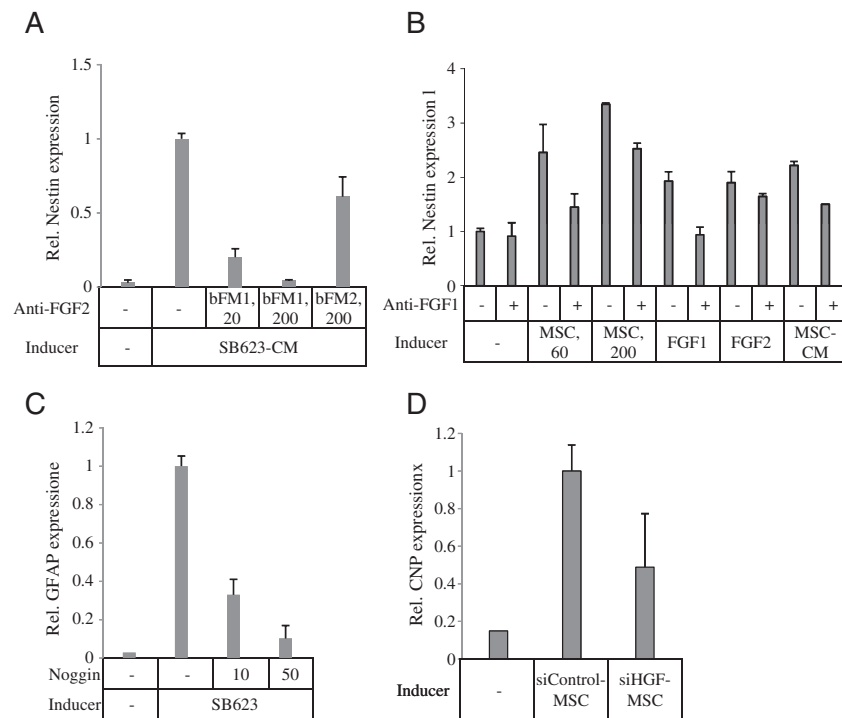 A
Rel. Nestin expression
1.5
1
0.5
0
Anti-FGF2
-
-
bFM1,
20
bFM1,
200
bFM2,
200
Inducer
-
SB623-CM
B
Rel. Nestin expression l
4
3
2
1
0
Anti-FGF1
- + - + - + - + - + - +
Inducer
-
MSC,
60
MSC,
200
FGF1
FGF2
MSC-
CM
C
Rel. GFAP expressione
1.2
1
0.8
0.6
0.4
0.2
0
Noggin
- - 10 50
Inducer
-
SB623
D
Rel. CNP expressionx
1.2
1
0.8
0.6
0.4
0.2
0
Inducer
-
siControl-
MSC
siHGF-
MSC